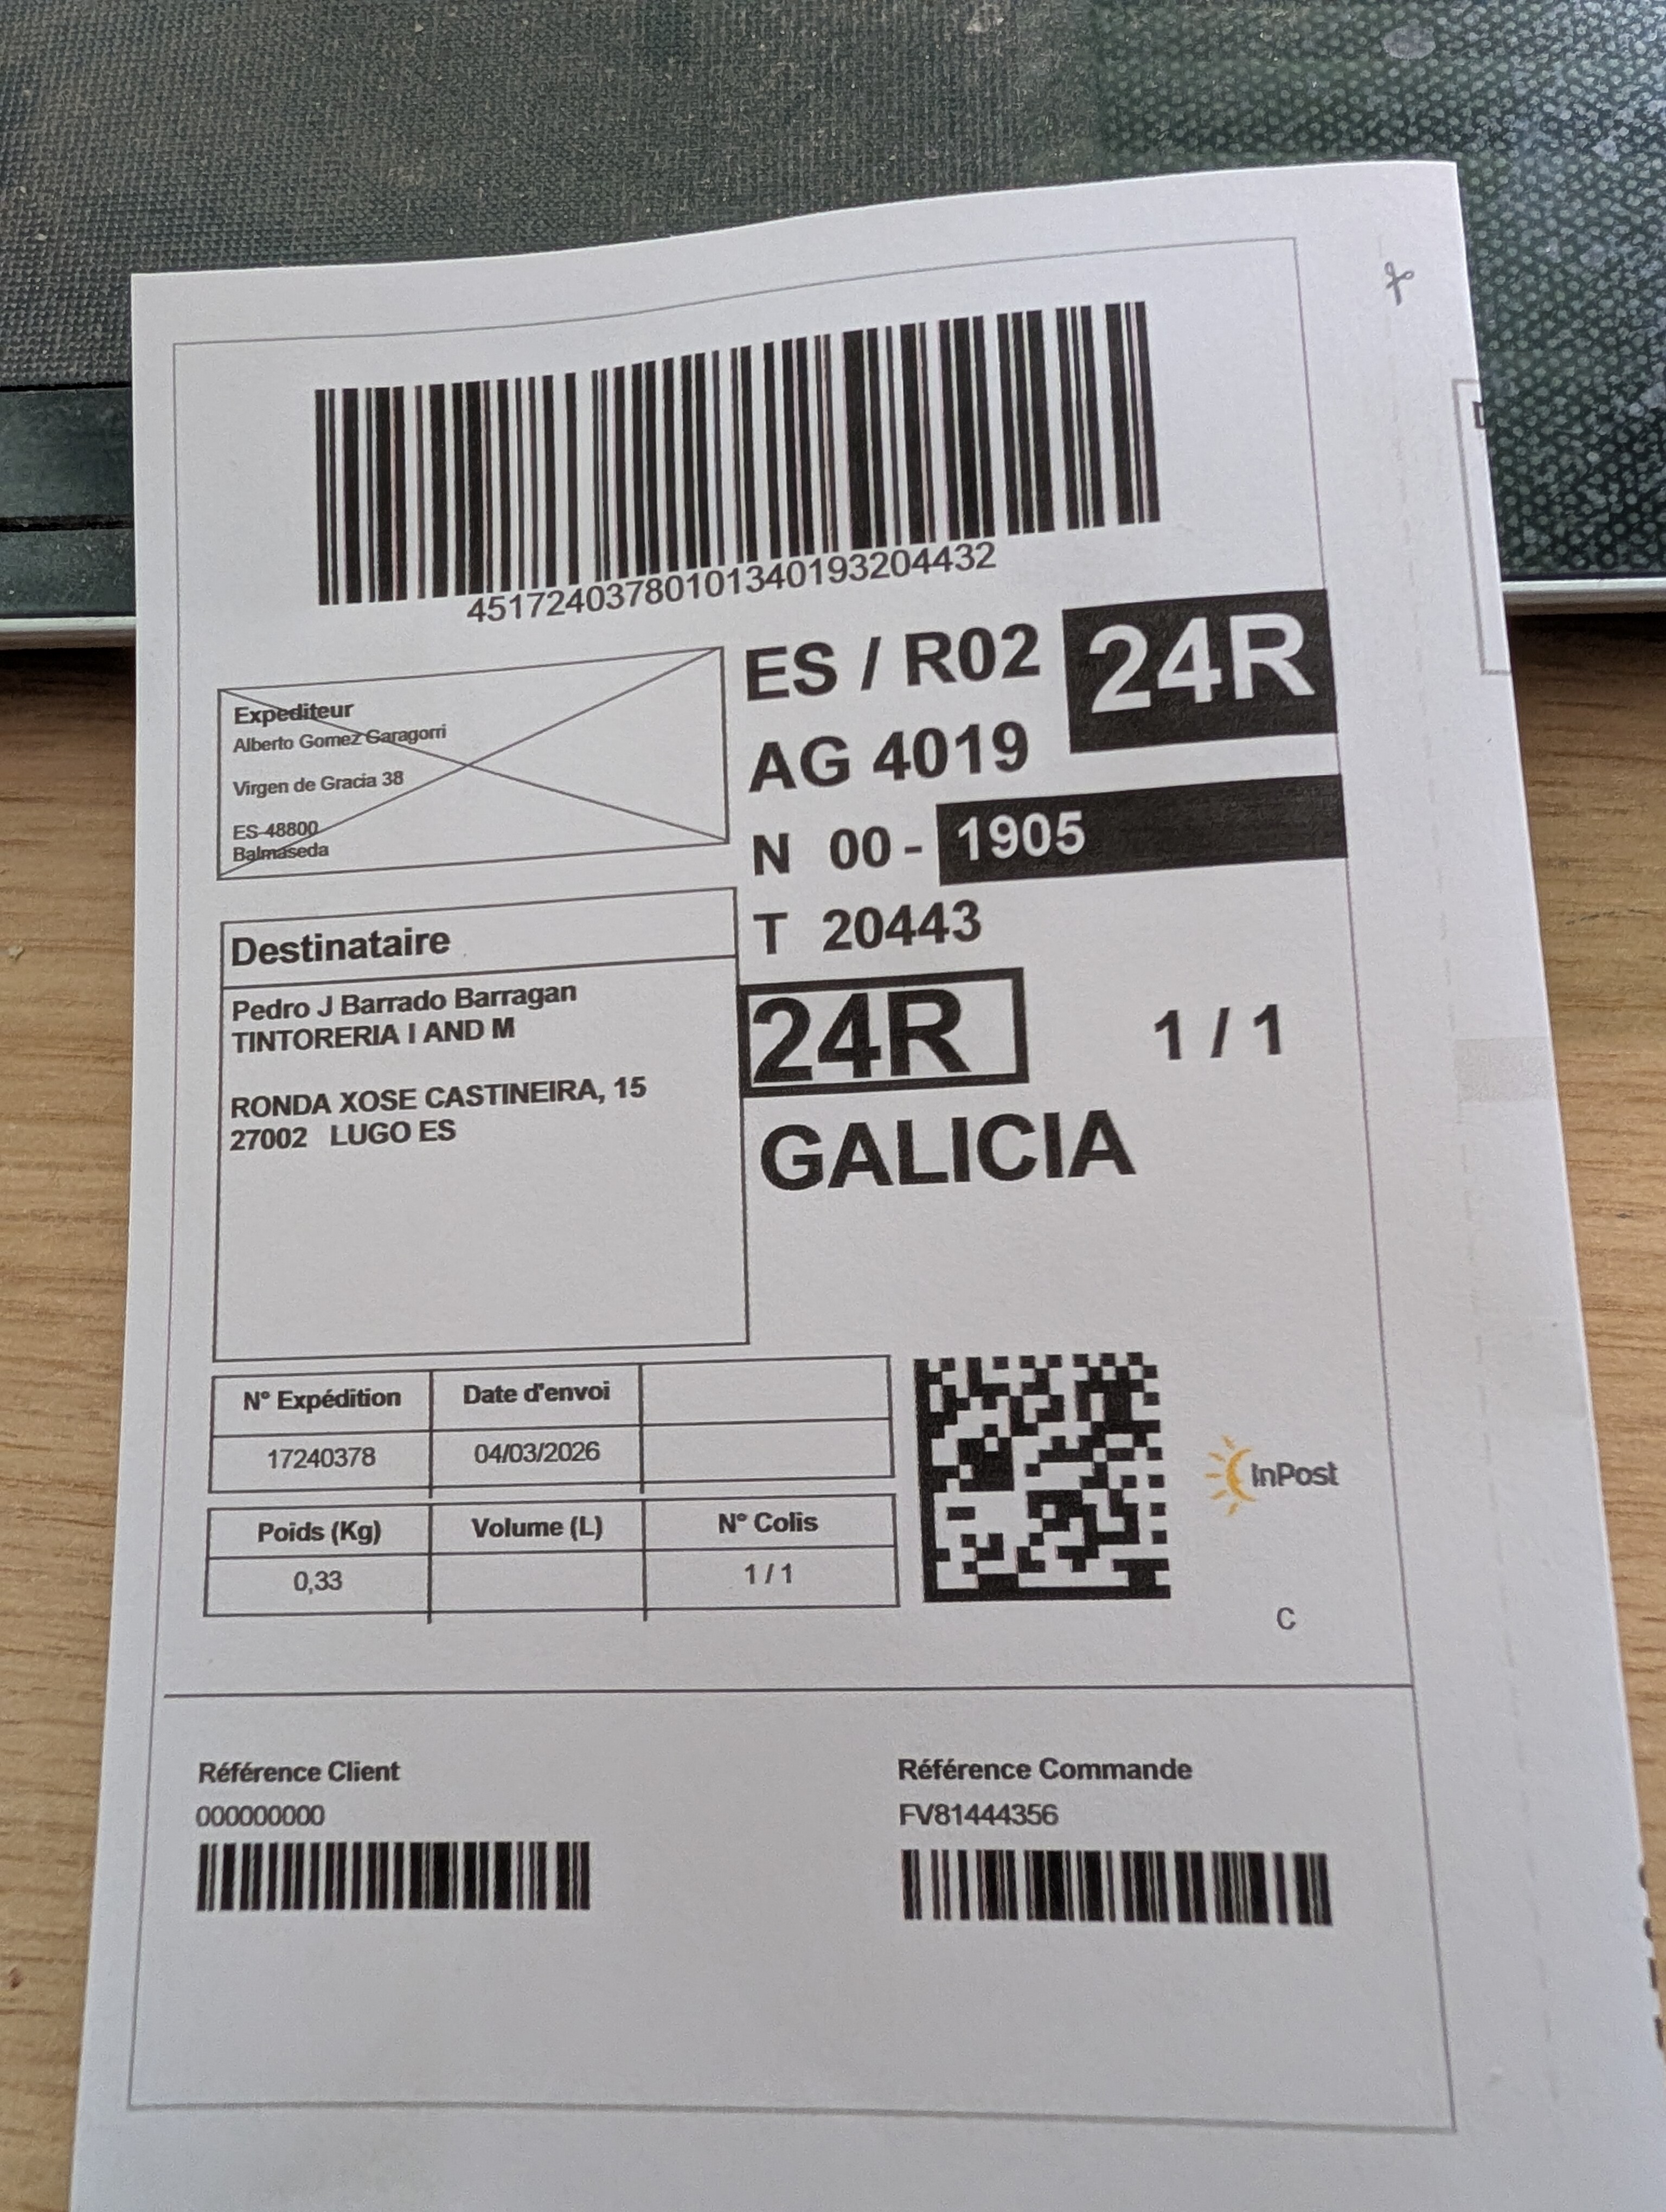 451724037801013401932​04432
Expediteur
Alberto Gomez Garagorri
Virgen de Gracia 38
ES-48800
Balmaseda
ES / R02
24R
AG 4019
N 00 - 1905
T 20443
24R
1 / 1
GALICIA
Destinataire
Pedro J Barrado Barragan
TINTORERIA I AND M
RONDA XOSE CASTINEIRA, 15
27002 LUGO ES
N° Expédition
Date d'envoi
17240378
04/03/2026
Poids (Kg)
Volume (L)
N° Colis
0,33
1 / 1
InPost
C
Référence Client
000000000
Référence Commande
FV81444356